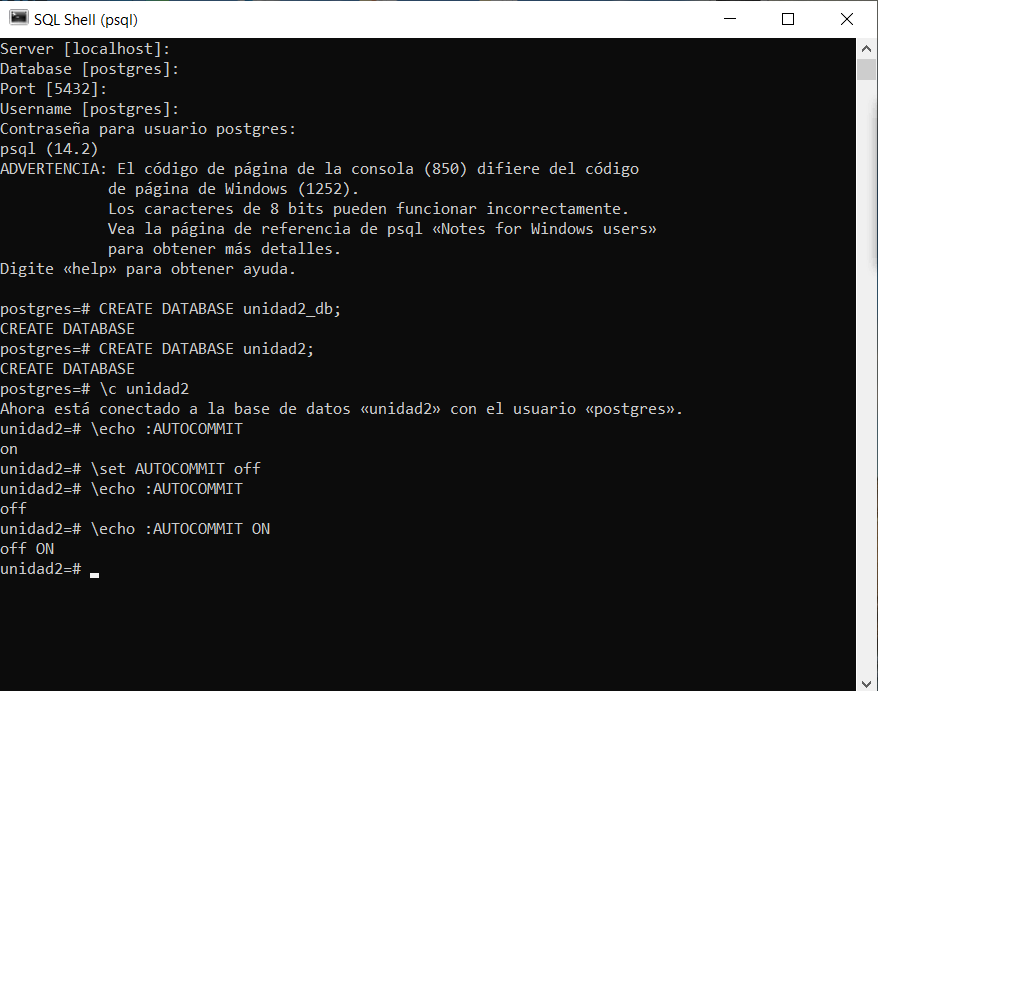 SQL Shell (psql)
Server [localhost]:
Database [postgres]:
Port [5432]:
Username [postgres]:
Contraseña para usuario postgres:
psql (14.2)
ADVERTENCIA: El código de página de la consola (850) difiere del código
            de página de Windows (1252).
            Los caracteres de 8 bits pueden funcionar incorrectamente.
            Vea la página de referencia de psql «Notes for Windows users»
            para obtener más detalles.
Digite «help» para obtener ayuda.

postgres=# CREATE DATABASE unidad2_db;
CREATE DATABASE
postgres=# CREATE DATABASE unidad2;
CREATE DATABASE
postgres=# \c unidad2
Ahora está conectado a la base de datos «unidad2» con el usuario «postgres».
unidad2=# \echo :AUTOCOMMIT
on
unidad2=# \set AUTOCOMMIT off
unidad2=# \echo :AUTOCOMMIT
off
unidad2=# \echo :AUTOCOMMIT ON
off ON
unidad2=#